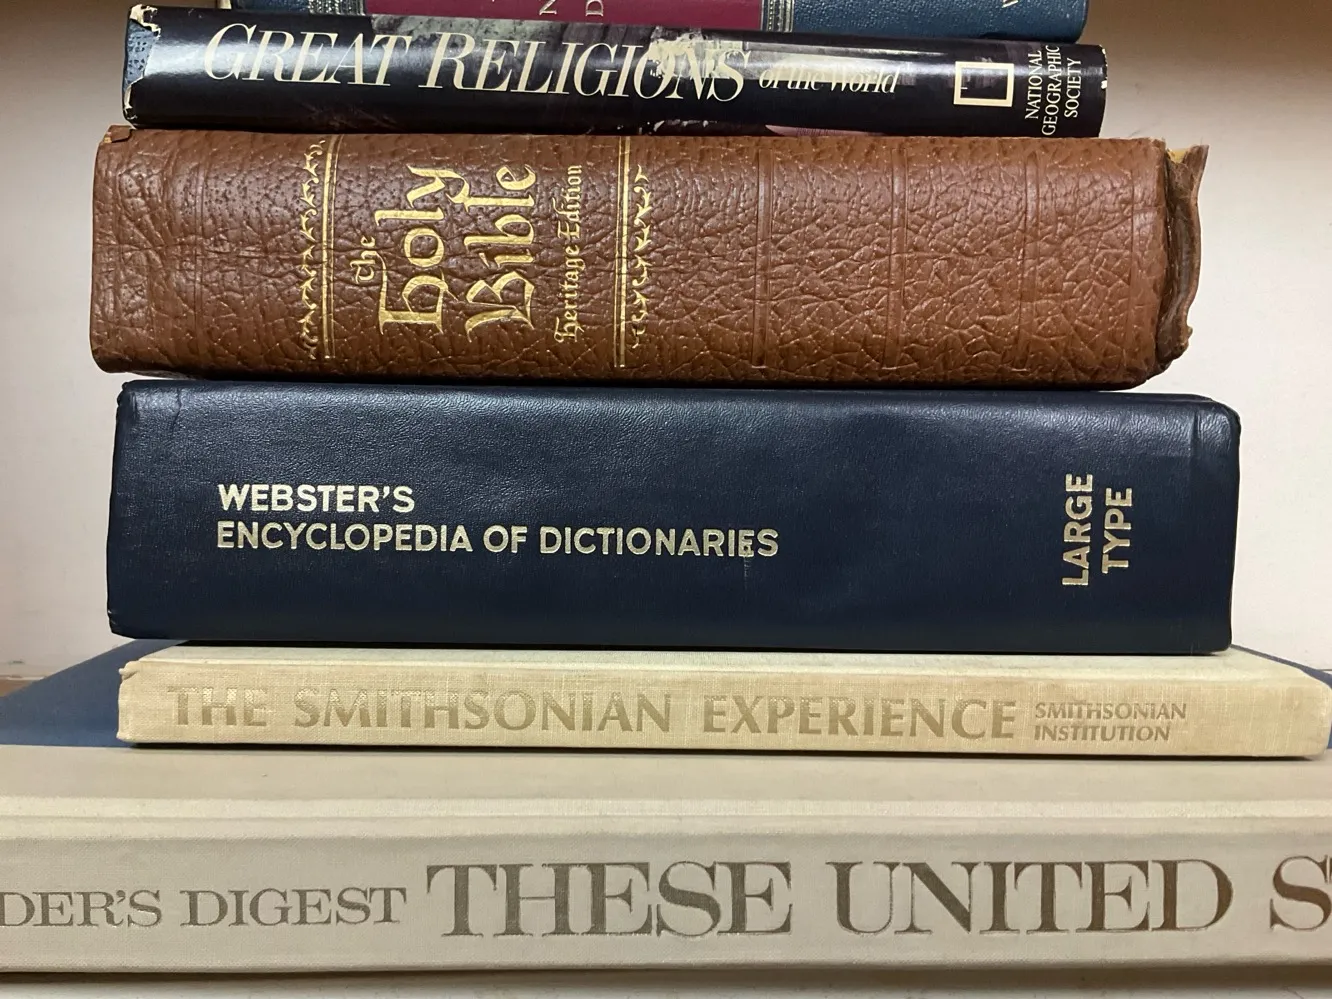 GREAT RELIGIONS of the World
NATIONAL
GEOGRAPHIC
SOCIETY
The
Holy
Bible
Heritage Edition
WEBSTER'S
ENCYCLOPEDIA OF DICTIONARIES
LARGE
TYPE
THE SMITHSONIAN EXPERIENCE
SMITHSONIAN
INSTITUTION
DER'S DIGEST THESE UNITED S